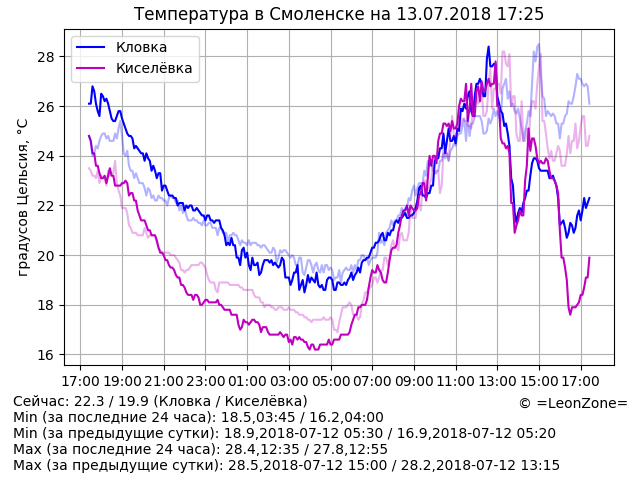 Температура в Смоленске на 13.07.2018 17:25
Кловка
Киселёвка
градусов Цельсия, °C
28
26
24
22
20
18
16
17:00 19:00 21:00 23:00 01:00 03:00 05:00 07:00 09:00 11:00 13:00 15:00 17:00
Сейчас: 22.3 / 19.9 (Кловка / Киселёвка)
© =LeonZone=
Min (за последние 24 часа): 18.5,03:45 / 16.2,04:00
Min (за предыдущие сутки): 18.9,2018-07-12 05:30 / 16.9,2018-07-12 05:20
Max (за последние 24 часа): 28.4,12:35 / 27.8,12:55
Max (за предыдущие сутки): 28.5,2018-07-12 15:00 / 28.2,2018-07-12 13:15